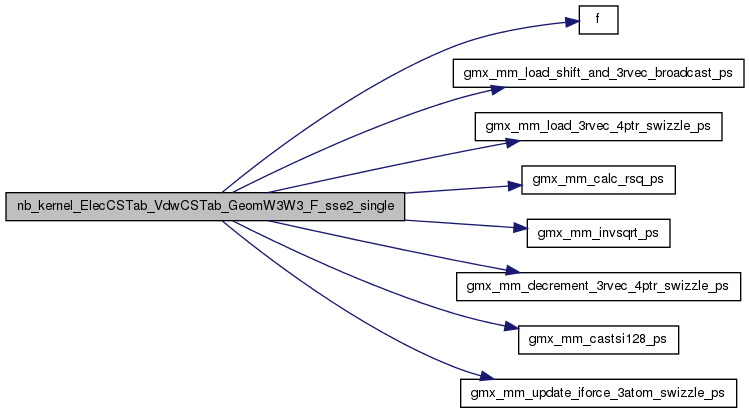 f
gmx_mm_load_shift_and_3rvec_broadcast_ps
gmx_mm_load_3rvec_4ptr_swizzle_ps
gmx_mm_calc_rsq_ps
nb_kernel_ElecCSTab_VdwCSTab_GeomW3W3_F_sse2_single
gmx_mm_invsqrt_ps
gmx_mm_decrement_3rvec_4ptr_swizzle_ps
gmx_mm_castsi128_ps
gmx_mm_update_iforce_3atom_swizzle_ps